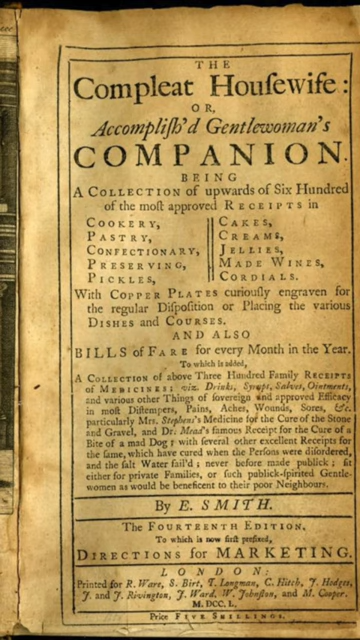 THE
Compleat Houſewife:
OR,
Accompliſh'd Gentlewoman's
COMPANION.
BEING
A COLLECTION of upwards of Six Hundred
of the moſt approved RECEIPTS in
COOKERY,
PASTRY,
CONFECTIONARY,
PRESERVING,
PICKLES,
CAKES,
CREAMS,
JELLIES,
MADE WINES,
CORDIALS.
With COPPER PLATES curiouſly engraven for
the regular Diſpoſition or Placing the various
DISHES and COURSES.
AND ALSO
BILLS of FARE for every Month in the Year.
To which is added,
A COLLECTION of above Three Hundred Family RECEIPTS
of MEDICINES; viz. Drinks, Syrups, Salves, Ointments,
and various other Things of ſovereign and approved Efficacy
in moſt Diſtempers, Pains, Aches, Wounds, Sores, &c.
particularly Mrs. Stephens's Medicine for the Cure of the Stone
and Gravel, and Dr. Mead's famous Receipt for the Cure of a
Bite of a mad Dog; with ſeveral other excellent Receipts for
the ſame, which have cured when the Perſons were diſordered,
and the ſalt Water fail'd; never before made publick; fit
either for private Families, or ſuch publick-ſpirited Gentle-
women as would be beneficent to their poor Neighbours.
By E. SMITH.
The FOURTEENTH EDITION,
To which is now firſt prefixed,
DIRECTIONS for MARKETING.
LONDON:
Printed for R. Ware, S. Birt, T. Longman, C. Hitch, J. Hodges,
J. and J. Rivington, J. Ward, W. Johnſton, and M. Cooper.
M.DCC.L.
Price FIVE SHILLINGS.